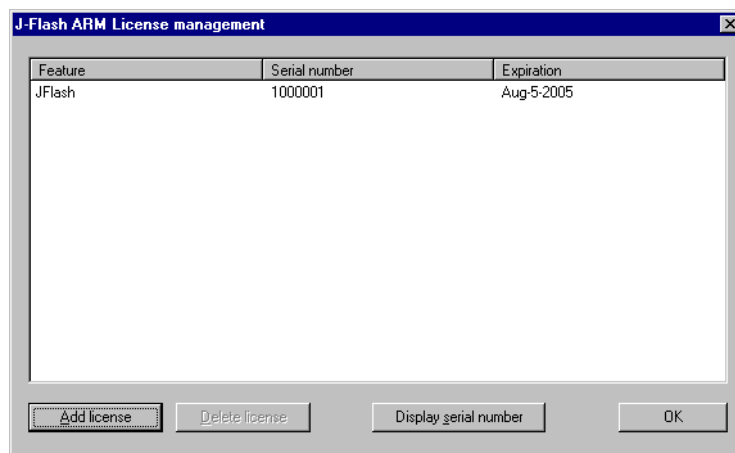 J-Flash ARM License management
Feature Serial number Expiration
JFlash 1000001 Aug-5-2005
Add license Delete license Display serial number OK